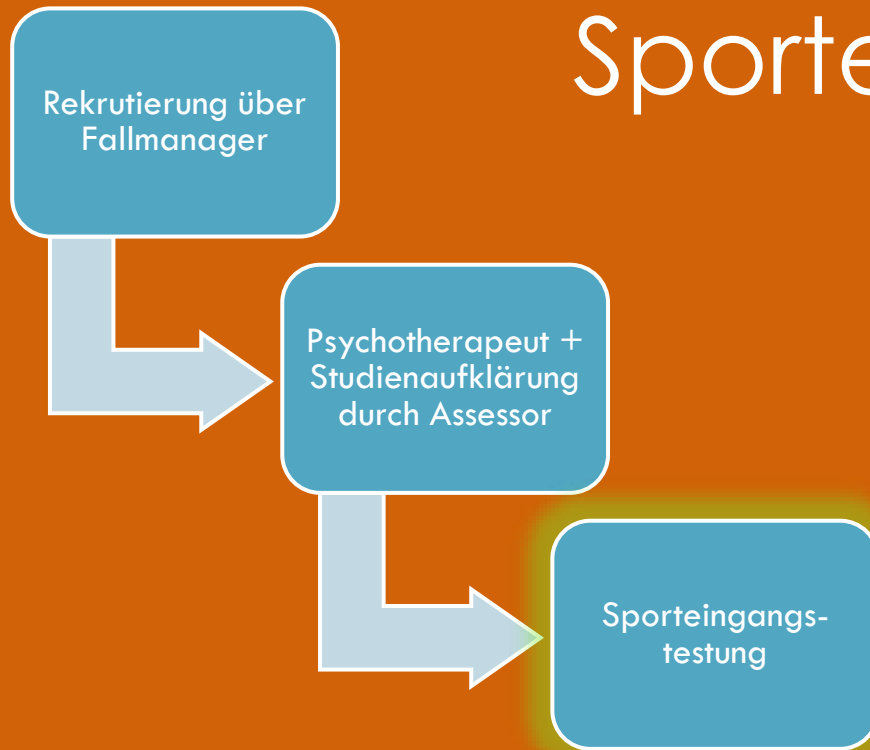 Sporte
Rekrutierung über
Fallmanager
Psychotherapeut +
Studienaufklärung
durch Assessor
Sporteingangs-
testung